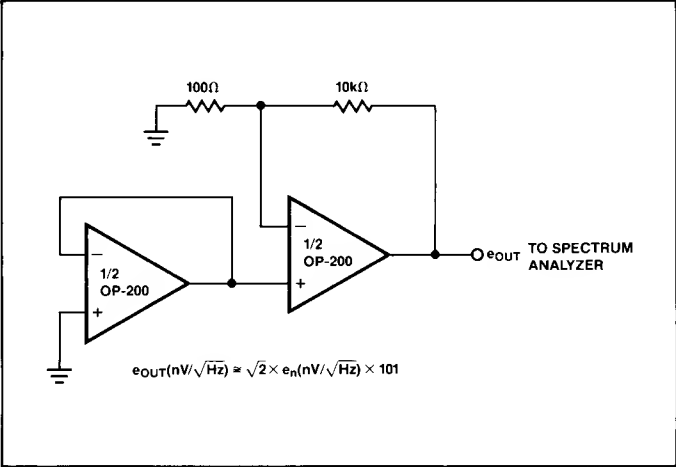 100Ω
10kΩ
−
1/2
OP-200
+
−
1/2
OP-200
+
eOUT TO SPECTRUM
ANALYZER
eOUT(nV/√Hz) ≅ √2 × en(nV/√Hz) × 101